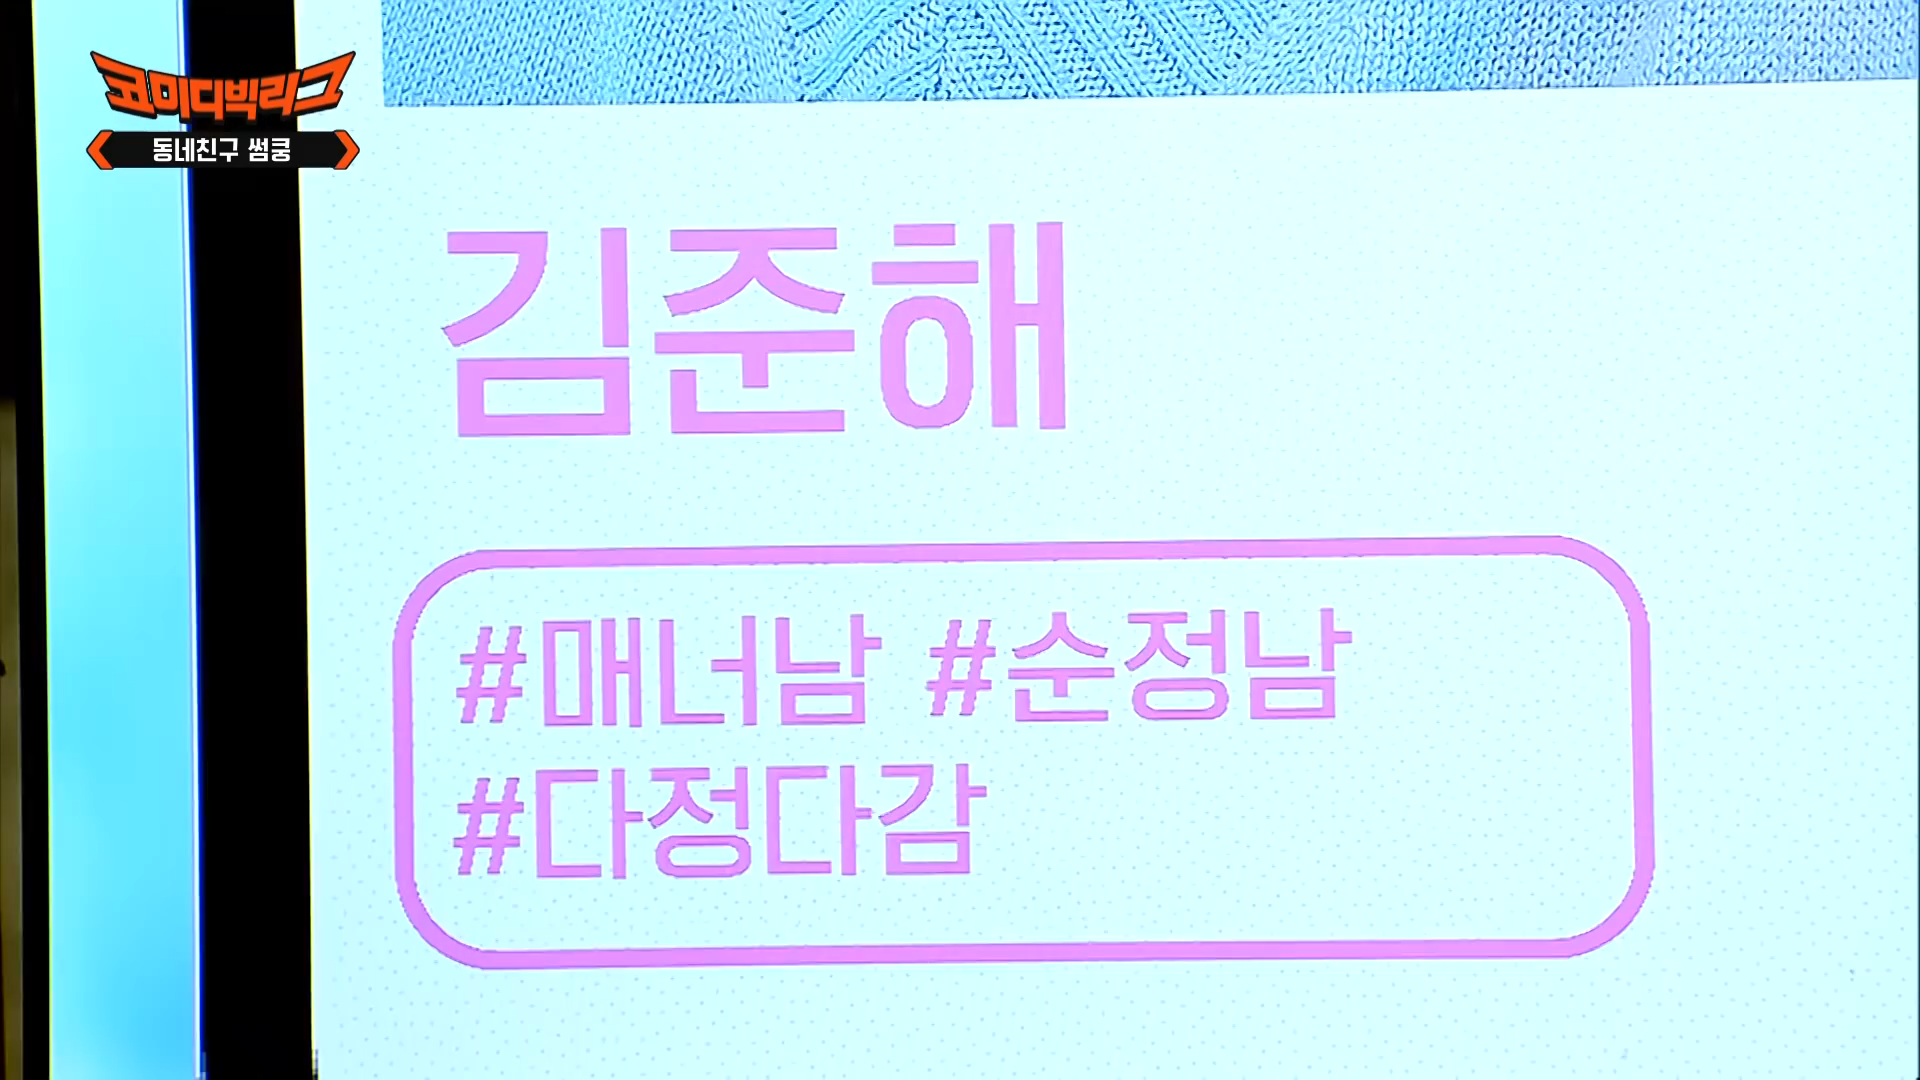 코미디빅리그
동네친구 썸쿵
김준해
#매너남 #순정남
#다정다감